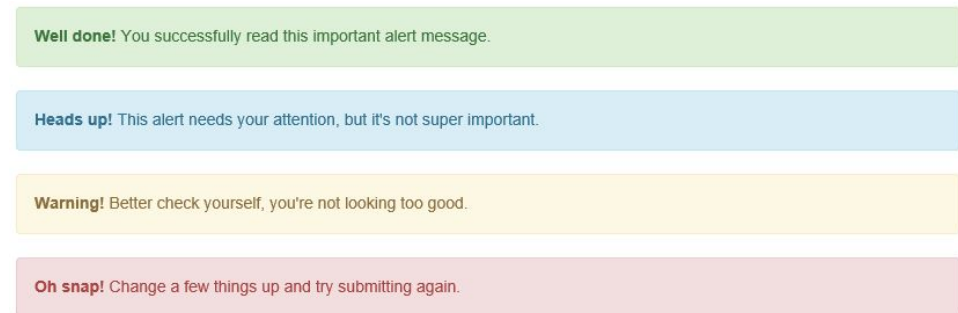 Well done! You successfully read this important alert message.
Heads up! This alert needs your attention, but it's not super important.
Warning! Better check yourself, you're not looking too good.
Oh snap! Change a few things up and try submitting again.